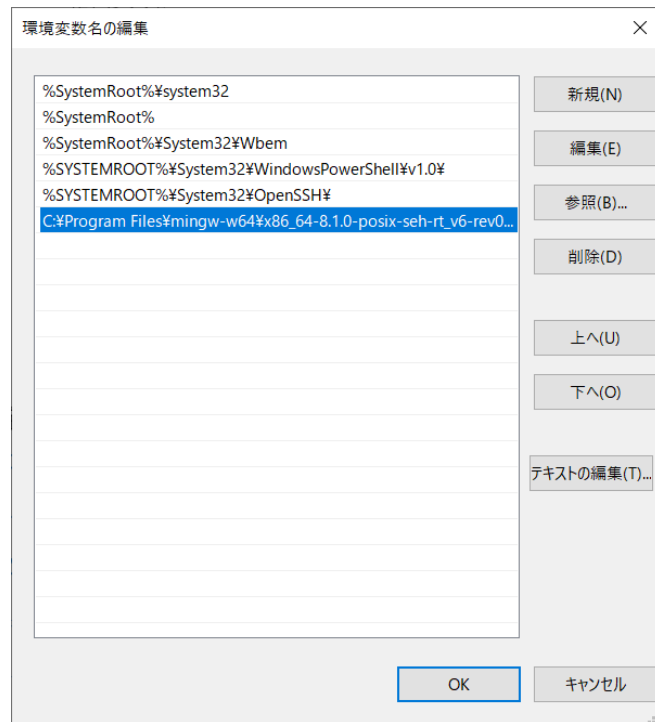 環境変数名の編集
%SystemRoot%¥system32
%SystemRoot%
%SystemRoot%¥System32¥Wbem
%SYSTEMROOT%¥System32¥WindowsPowerShell¥v1.0¥
%SYSTEMROOT%¥System32¥OpenSSH¥
C:¥Program Files¥mingw-w64¥x86_64-8.1.0-posix-seh-rt_v6-rev0...
新規(N)
編集(E)
参照(B)...
削除(D)
上へ(U)
下へ(O)
テキストの編集(T)...
OK
キャンセル